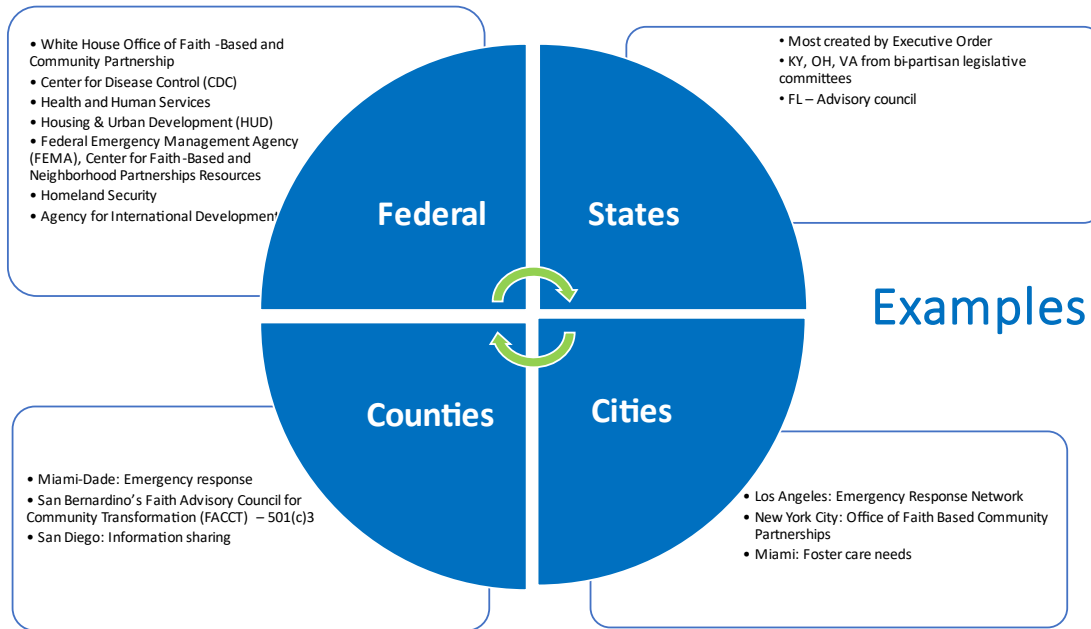 • White House Office of Faith -Based and
Community Partnership
• Center for Disease Control (CDC)
• Health and Human Services
• Housing & Urban Development (HUD)
• Federal Emergency Management Agency
(FEMA), Center for Faith-Based and
Neighborhood Partnerships Resources
• Homeland Security
• Agency for International Development
• Most created by Executive Order
• KY, OH, VA from bi-partisan legislative
committees
• FL – Advisory council
Federal
States
Examples
Counties
Cities
• Miami-Dade: Emergency response
• San Bernardino’s Faith Advisory Council for
Community Transformation (FACCT) – 501(c)3
• San Diego: Information sharing
• Los Angeles: Emergency Response Network
• New York City: Office of Faith Based Community
Partnerships
• Miami: Foster care needs